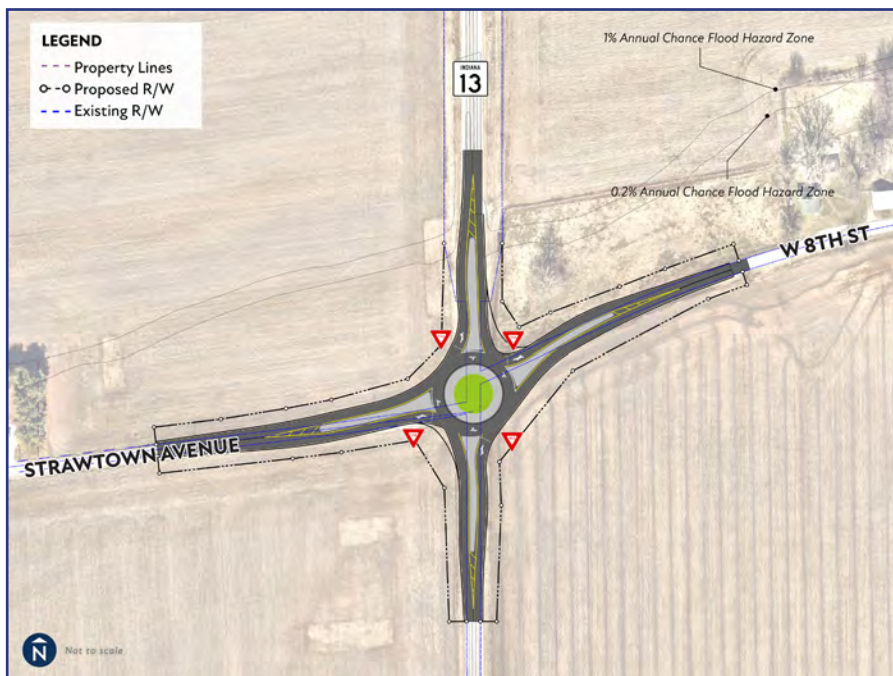 LEGEND
Property Lines
Proposed R/W
Existing R/W
INDIANA
13
1% Annual Chance Flood Hazard Zone
0.2% Annual Chance Flood Hazard Zone
W 8TH ST
STRAWTOWN AVENUE
N
Not to scale